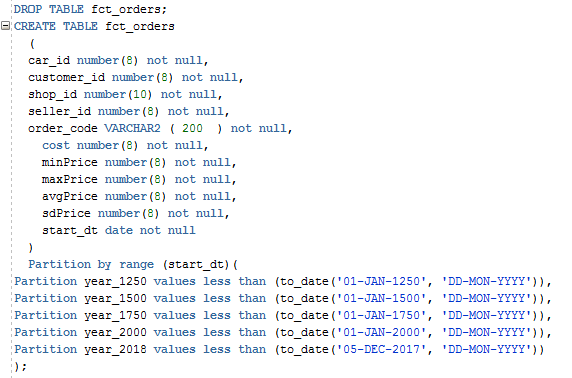 DROP TABLE fct_orders;
CREATE TABLE fct_orders
(
car_id number(8) not null,
customer_id number(8) not null,
shop_id number(10) not null,
seller_id number(8) not null,
order_code VARCHAR2 ( 200 ) not null,
cost number(8) not null,
minPrice number(8) not null,
maxPrice number(8) not null,
avgPrice number(8) not null,
sdPrice number(8) not null,
start_dt date not null
)
Partition by range (start_dt)(
Partition year_1250 values less than (to_date('01-JAN-1250', 'DD-MON-YYYY')),
Partition year_1500 values less than (to_date('01-JAN-1500', 'DD-MON-YYYY')),
Partition year_1750 values less than (to_date('01-JAN-1750', 'DD-MON-YYYY')),
Partition year_2000 values less than (to_date('01-JAN-2000', 'DD-MON-YYYY')),
Partition year_2018 values less than (to_date('05-DEC-2017', 'DD-MON-YYYY'))
);